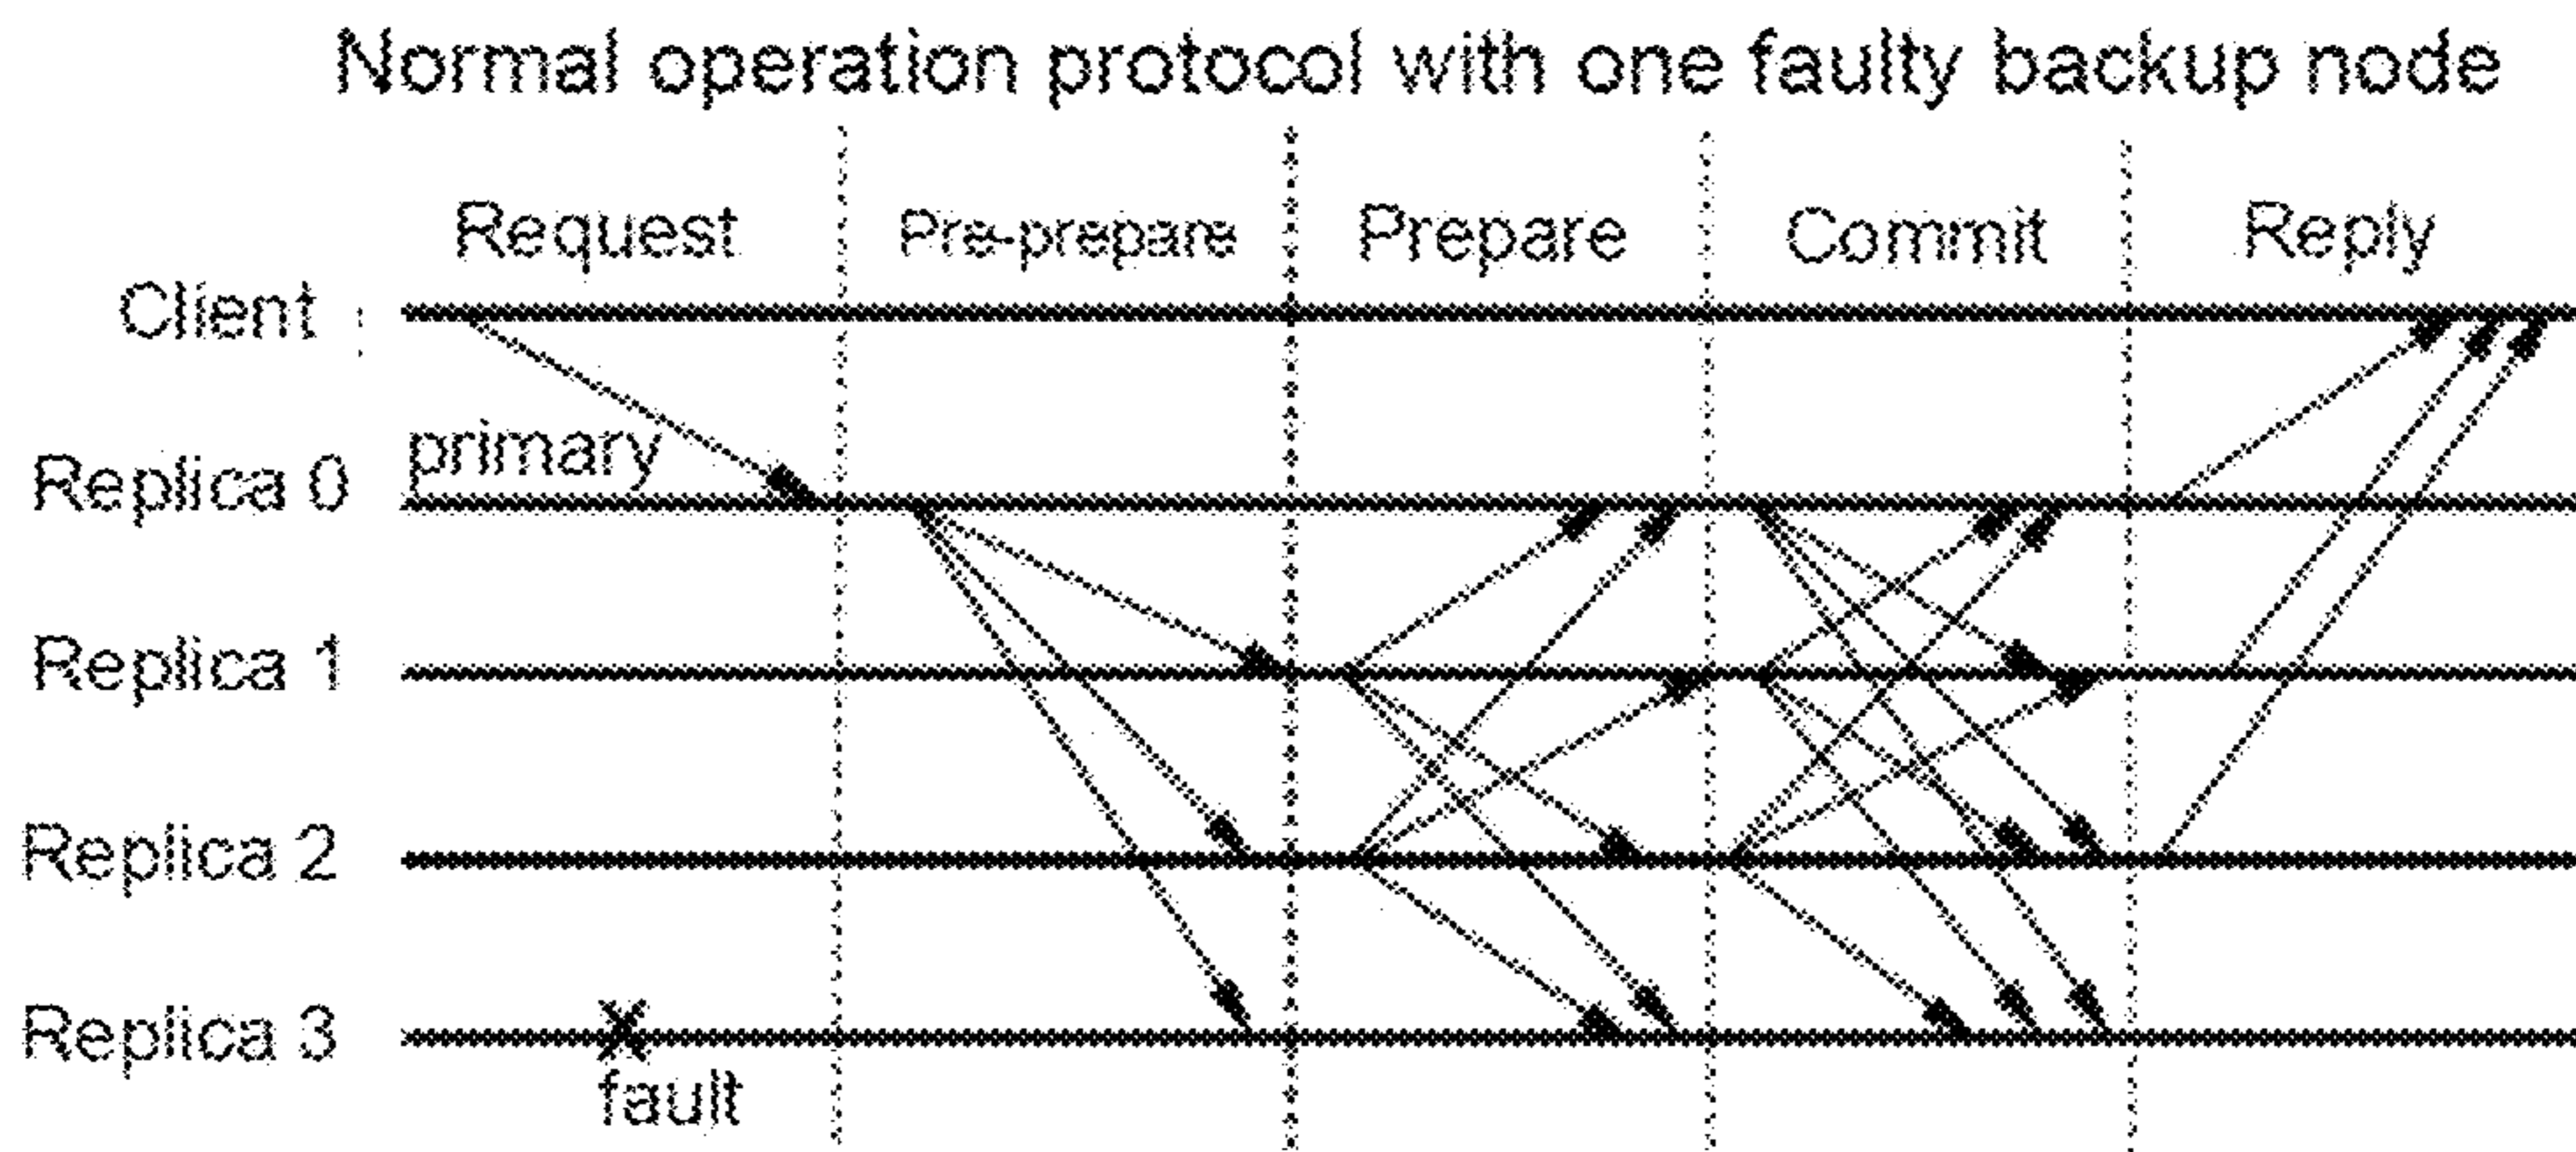 Normal operation protocol with one faulty backup node
Request Pre-prepare Prepare Commit Reply
Client
primary
Replica 0
Replica 1
Replica 2
Replica 3
fault